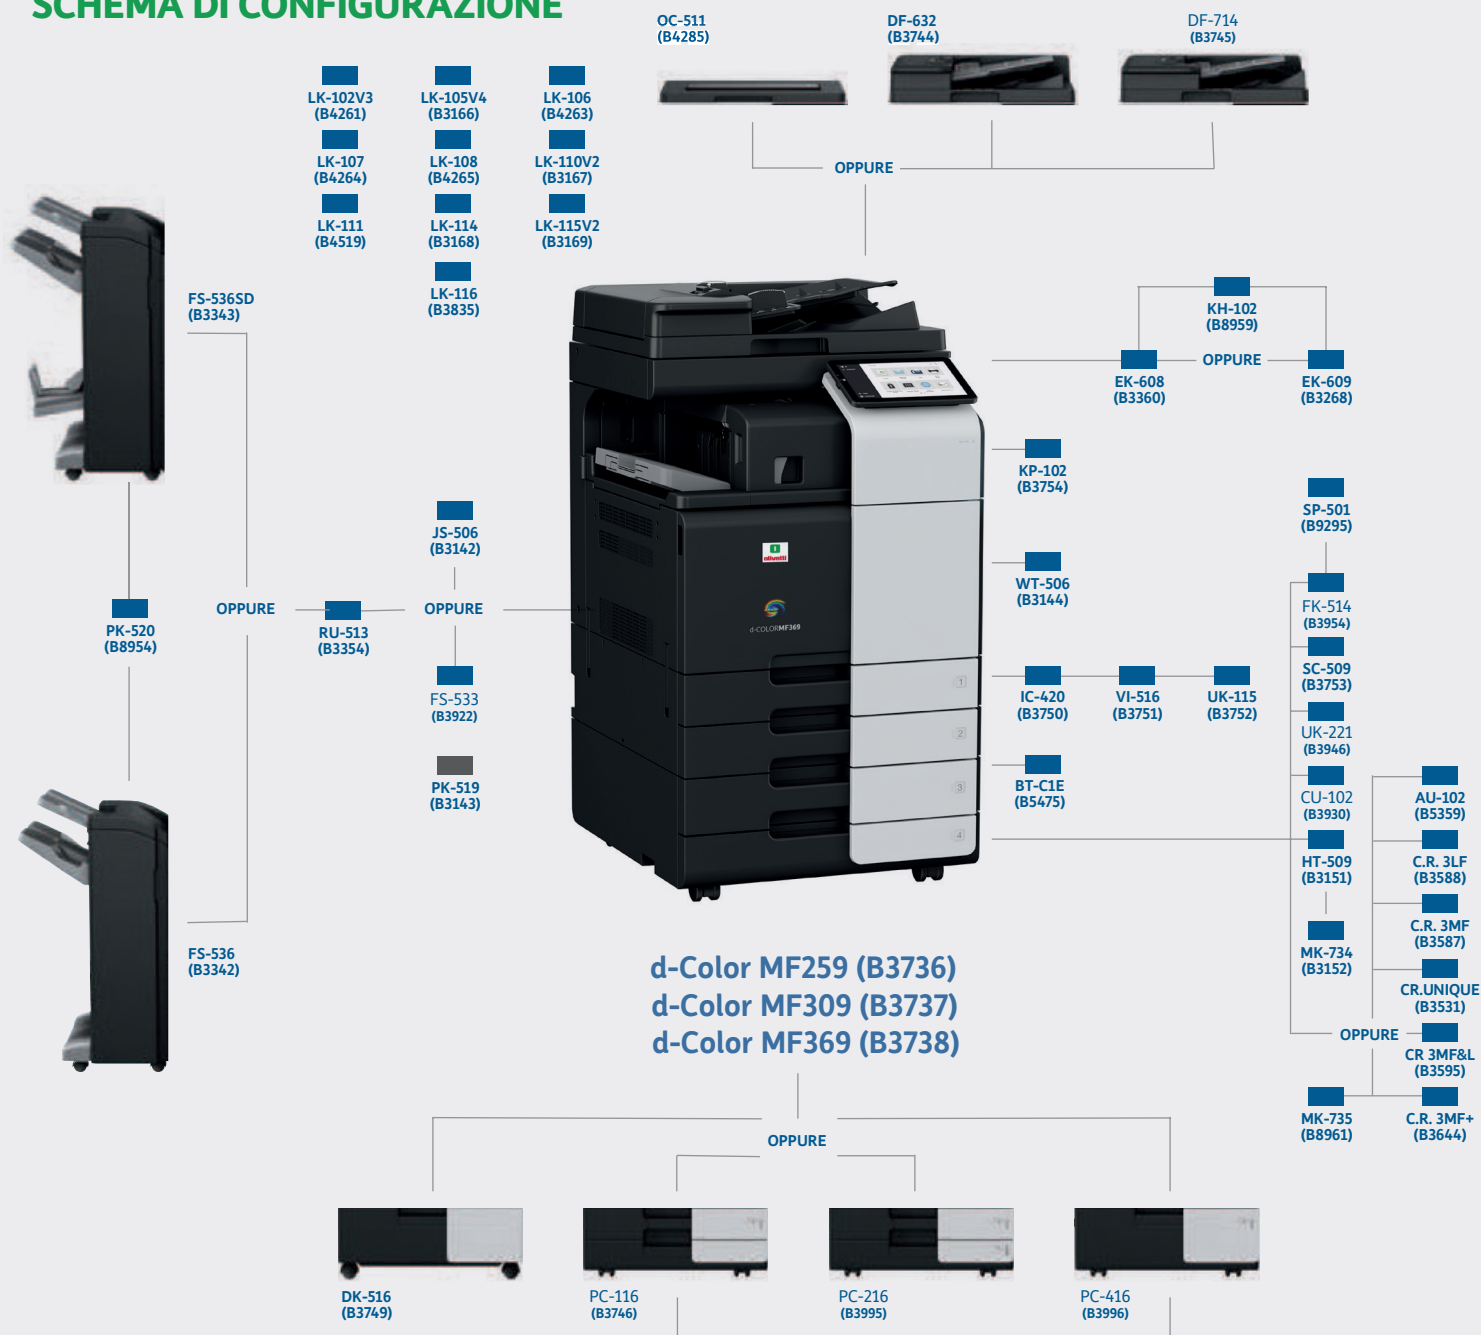 SCHEMA DI CONFIGURAZIONE
OC-511
(B4285)
DF-632
(B3744)
DF-714
(B3745)
LK-102V3
(B4261)
LK-105V4
(B3166)
LK-106
(B4263)
LK-107
(B4264)
LK-108
(B4265)
LK-110V2
(B3167)
LK-111
(B4519)
LK-114
(B3168)
LK-115V2
(B3169)
LK-116
(B3835)
OPPURE
FS-536SD
(B3343)
KH-102
(B8959)
EK-608
(B3360)
OPPURE
EK-609
(B3268)
KP-102
(B3754)
SP-501
(B9295)
JS-506
(B3142)
WT-506
(B3144)
FK-514
(B3954)
PK-520
(B8954)
OPPURE
RU-513
(B3354)
OPPURE
olivetti
d-COLORMF369
SC-509
(B3753)
FS-533
(B3922)
IC-420
(B3750)
VI-516
(B3751)
UK-115
(B3752)
UK-221
(B3946)
PK-519
(B3143)
BT-C1E
(B5475)
CU-102
(B3930)
AU-102
(B5359)
1
2
3
4
HT-509
(B3151)
C.R. 3LF
(B3588)
FS-536
(B3342)
MK-734
(B3152)
C.R. 3MF
(B3587)
CR.UNIQUE
(B3531)
OPPURE
CR 3MF&L
(B3595)
MK-735
(B8961)
C.R. 3MF+
(B3644)
d-Color MF259 (B3736)
d-Color MF309 (B3737)
d-Color MF369 (B3738)
OPPURE
DK-516
(B3749)
PC-116
(B3746)
PC-216
(B3995)
PC-416
(B3996)